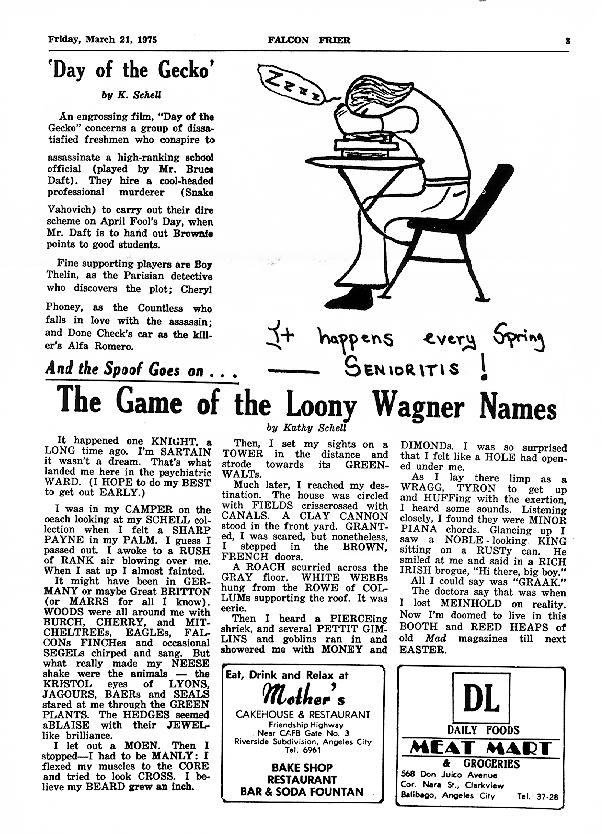 Friday, March 21, 1975
FALCON FRIER
3
'Day of the Gecko'
by K. Schell
An engrossing film, "Day of the
Gecko" concerns a group of dissa-
tisfied freshmen who conspire to
assassinate a high-ranking school
official (played by Mr. Bruce
Daft). They hire a cool-headed
professional murderer (Snake
Vahovich) to carry out their dire
scheme on April Fool's Day, when
Mr. Daft is to hand out Brownie
points to good students.
Fine supporting players are Boy
Thelin, as the Parisian detective
who discovers the plot; Cheryl
Phoney, as the Countless who
falls in love with the assassin;
and Done Check's car as the kill-
er's Alfa Romero.
Zzzzz
It happens every Spring
— SENIORITIS !
And the Spoof Goes on . . .
The Game of the Loony Wagner Names
by Kathy Schell
It happened one KNIGHT, a
LONG time ago. I'm SARTAIN
it wasn't a dream. That's what
landed me here in the psychiatric
WARD. (I HOPE to do my BEST
to get out EARLY.)
I was in my CAMPER on the
beach looking at my SCHELL col-
lection when I felt a SHARP
PAYNE in my PALM. I guess I
passed out. I awoke to a RUSH
of RANK air blowing over me.
When I sat up I almost fainted.
It might have been in GER-
MANY or maybe Great BRITTON
(or MARRS for all I know).
WOODS were all around me with
BURCH, CHERRY, and MIT-
CHELTREEs, EAGLEs, FAL-
CONs FINCHes and occasional
SEGELs chirped and sang. But
what really made my NEESE
shake were the animals — the
KRISTOL eyes of LYONS,
JAGOURS, BAERs and SEALS
stared at me through the GREEN
PLANTS. The HEDGES seemed
aBLAISE with their JEWEL-
like brilliance.
I let out a MOEN. Then I
stopped—I had to be MANLY: I
flexed my muscles to the CORE
and tried to look CROSS. I be-
lieve my BEARD grew an inch.
Then, I set my sights on a
TOWER in the distance and
strode towards its GREEN-
WALTs.
Much later, I reached my des-
tination. The house was circled
with FIELDS crisscrossed with
CANALS. A CLAY CANNON
stood in the front yard. GRANT-
ed, I was scared, but nonetheless,
I stepped in the BROWN,
FRENCH doors.
A ROACH scurried across the
GRAY floor. WHITE WEBBs
hung from the ROWE of COL-
LUMs supporting the roof. It was
eerie.
Then I heard a PIERCEing
shriek, and several PETTIT GIM-
LINS and goblins ran in and
showered me with MONEY and
DIMONDs. I was so surprised
that I felt like a HOLE had open-
ed under me.
As I lay there limp as a
WRAGG, TYRON to get up
and HUFFing with the exertion,
I heard some sounds. Listening
closely, I found they were MINOR
PIANA chords. Glancing up I
saw a NOBLE - looking KING
sitting on a RUSTy can. He
smiled at me and said in a RICH
IRISH brogue, "Hi there, big boy."
All I could say was "GRAAK."
The doctors say that was when
I lost MEINHOLD on reality.
Now I'm doomed to live in this
BOOTH and REED HEAPS of
old Mad magazines till next
EASTER.
Eat, Drink and Relax at
Mother's
CAKEHOUSE & RESTAURANT
Friendship Highway
Near CAFB Gate No. 3
Riverside Subdivision, Angeles City
Tel. 6961
BAKE SHOP
RESTAURANT
BAR & SODA FOUNTAN
DL
DAILY FOODS
MEAT MART
& GROCERIES
568 Don Juico Avenue
Cor. Nara St., Clarkview
Balibago, Angeles City Tel. 37-28